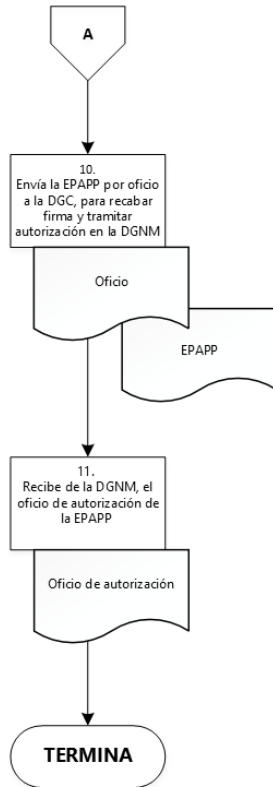 A
10.
Envía la EPAPP por oficio
a la DGC, para recabar
firma y tramitar
autorización en la DGNM
Oficio
EPAPP
11.
Recibe de la DGNM, el
oficio de autorización de
la EPAPP
Oficio de autorización
TERMINA